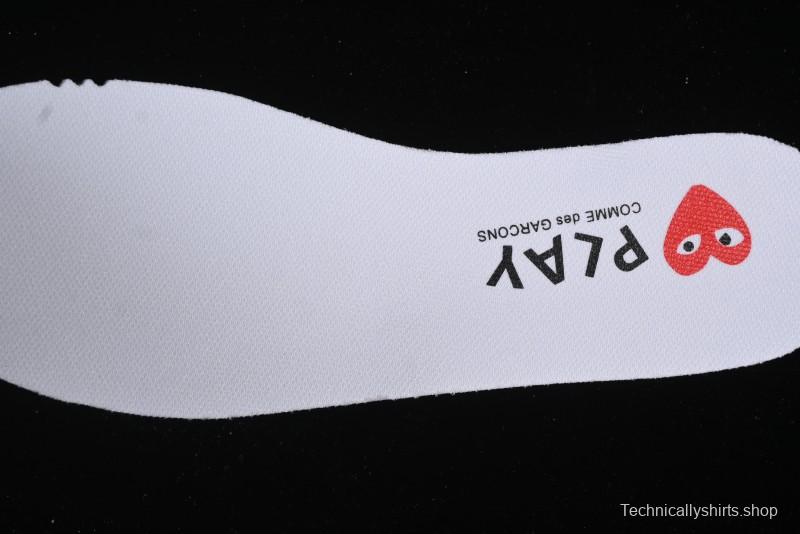 PLAY
COMME des GARCONS
Technicallyshirts.shop